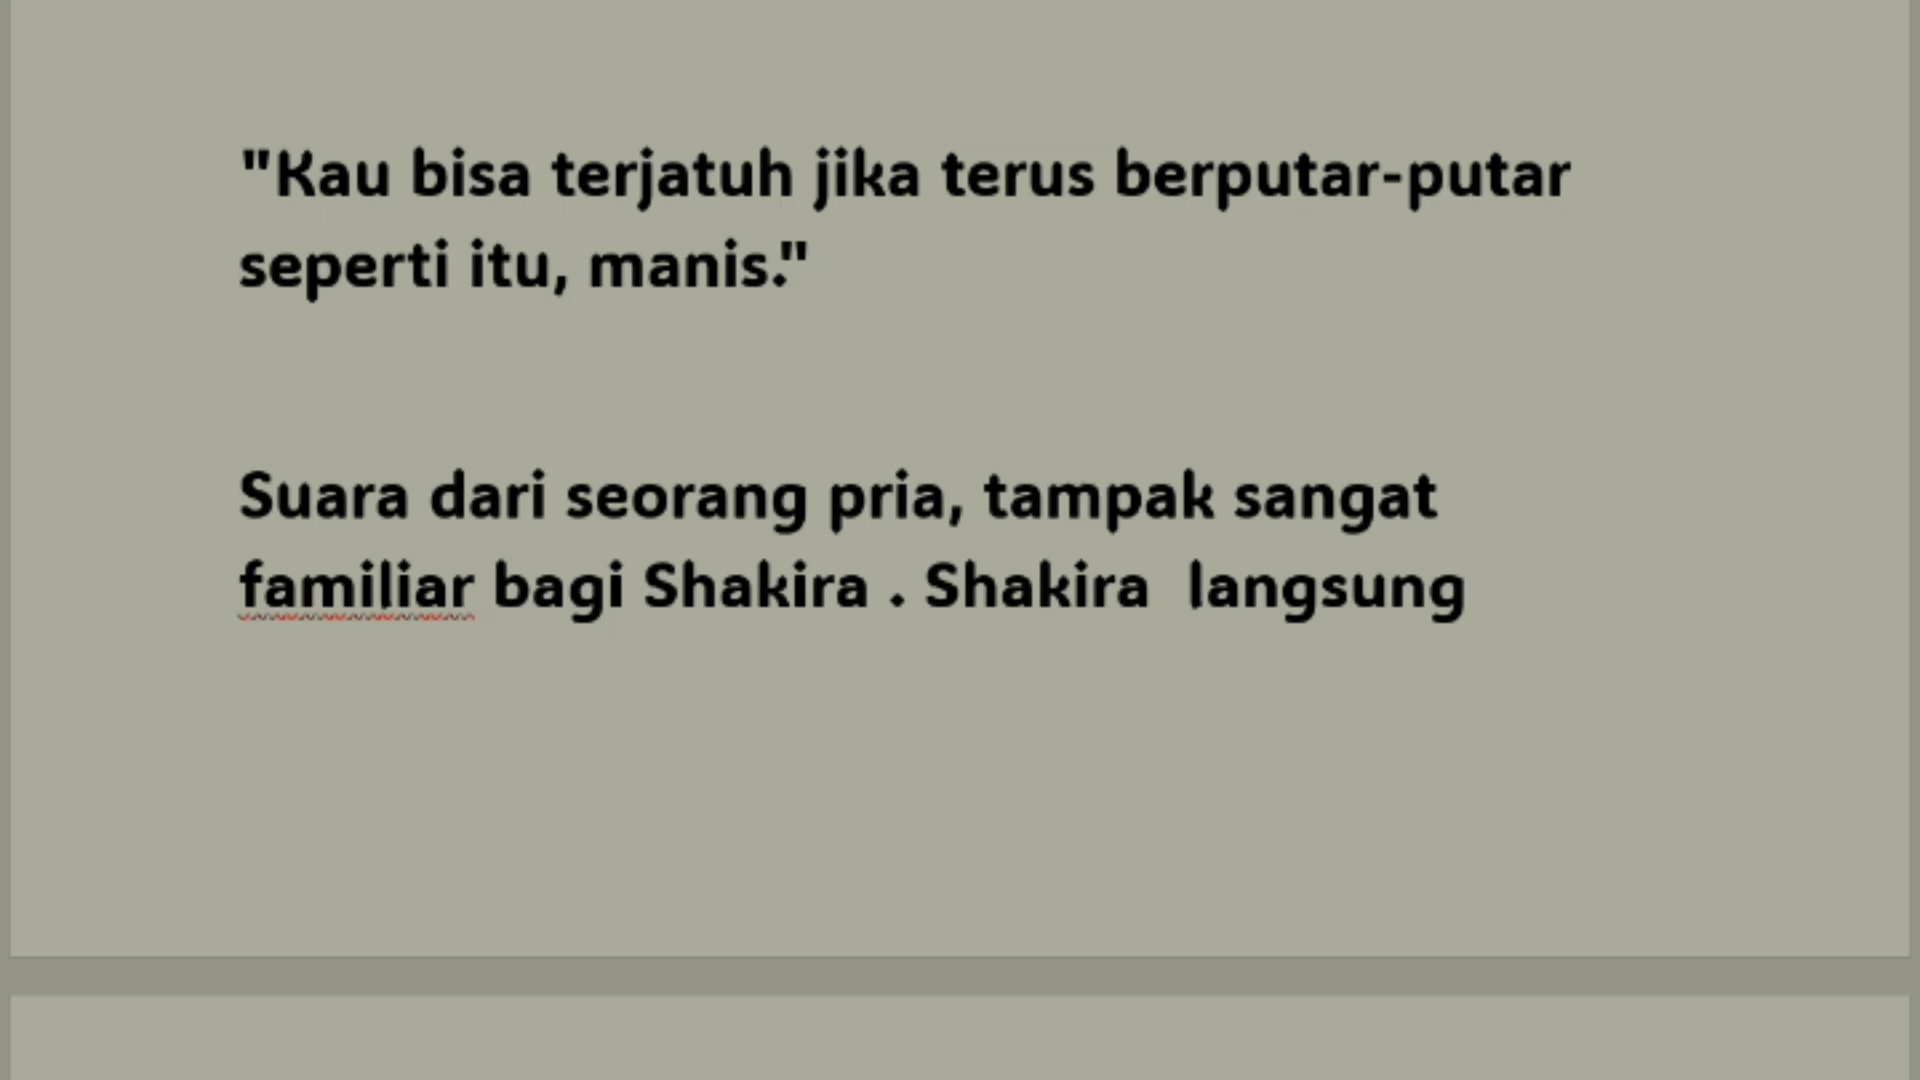 "Kau bisa terjatuh jika terus berputar-putar
seperti itu, manis."
Suara dari seorang pria, tampak sangat
familiar bagi Shakira . Shakira  langsung